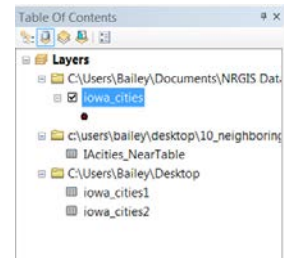 Table Of Contents
Layers
C:\Users\Bailey\Documents\NRGIS Data
iowa_cities
c:\users\bailey\desktop\10_neighboring
IAcities_NearTable
C:\Users\Bailey\Desktop
iowa_cities1
iowa_cities2